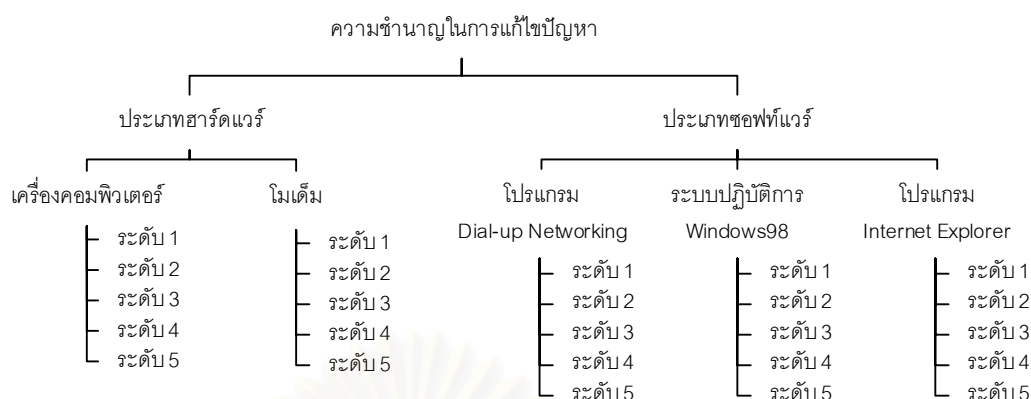 ความชำนาญในการแก้ไขปัญหา
ประเภทฮาร์ดแวร์
ประเภทซอฟท์แวร์
เครื่องคอมพิวเตอร์
ระดับ 1
ระดับ 2
ระดับ 3
ระดับ 4
ระดับ 5
โมเด็ม
ระดับ 1
ระดับ 2
ระดับ 3
ระดับ 4
ระดับ 5
โปรแกรม
Dial-up Networking
ระดับ 1
ระดับ 2
ระดับ 3
ระดับ 4
ระดับ 5
ระบบปฏิบัติการ
Windows98
ระดับ 1
ระดับ 2
ระดับ 3
ระดับ 4
ระดับ 5
โปรแกรม
Internet Explorer
ระดับ 1
ระดับ 2
ระดับ 3
ระดับ 4
ระดับ 5